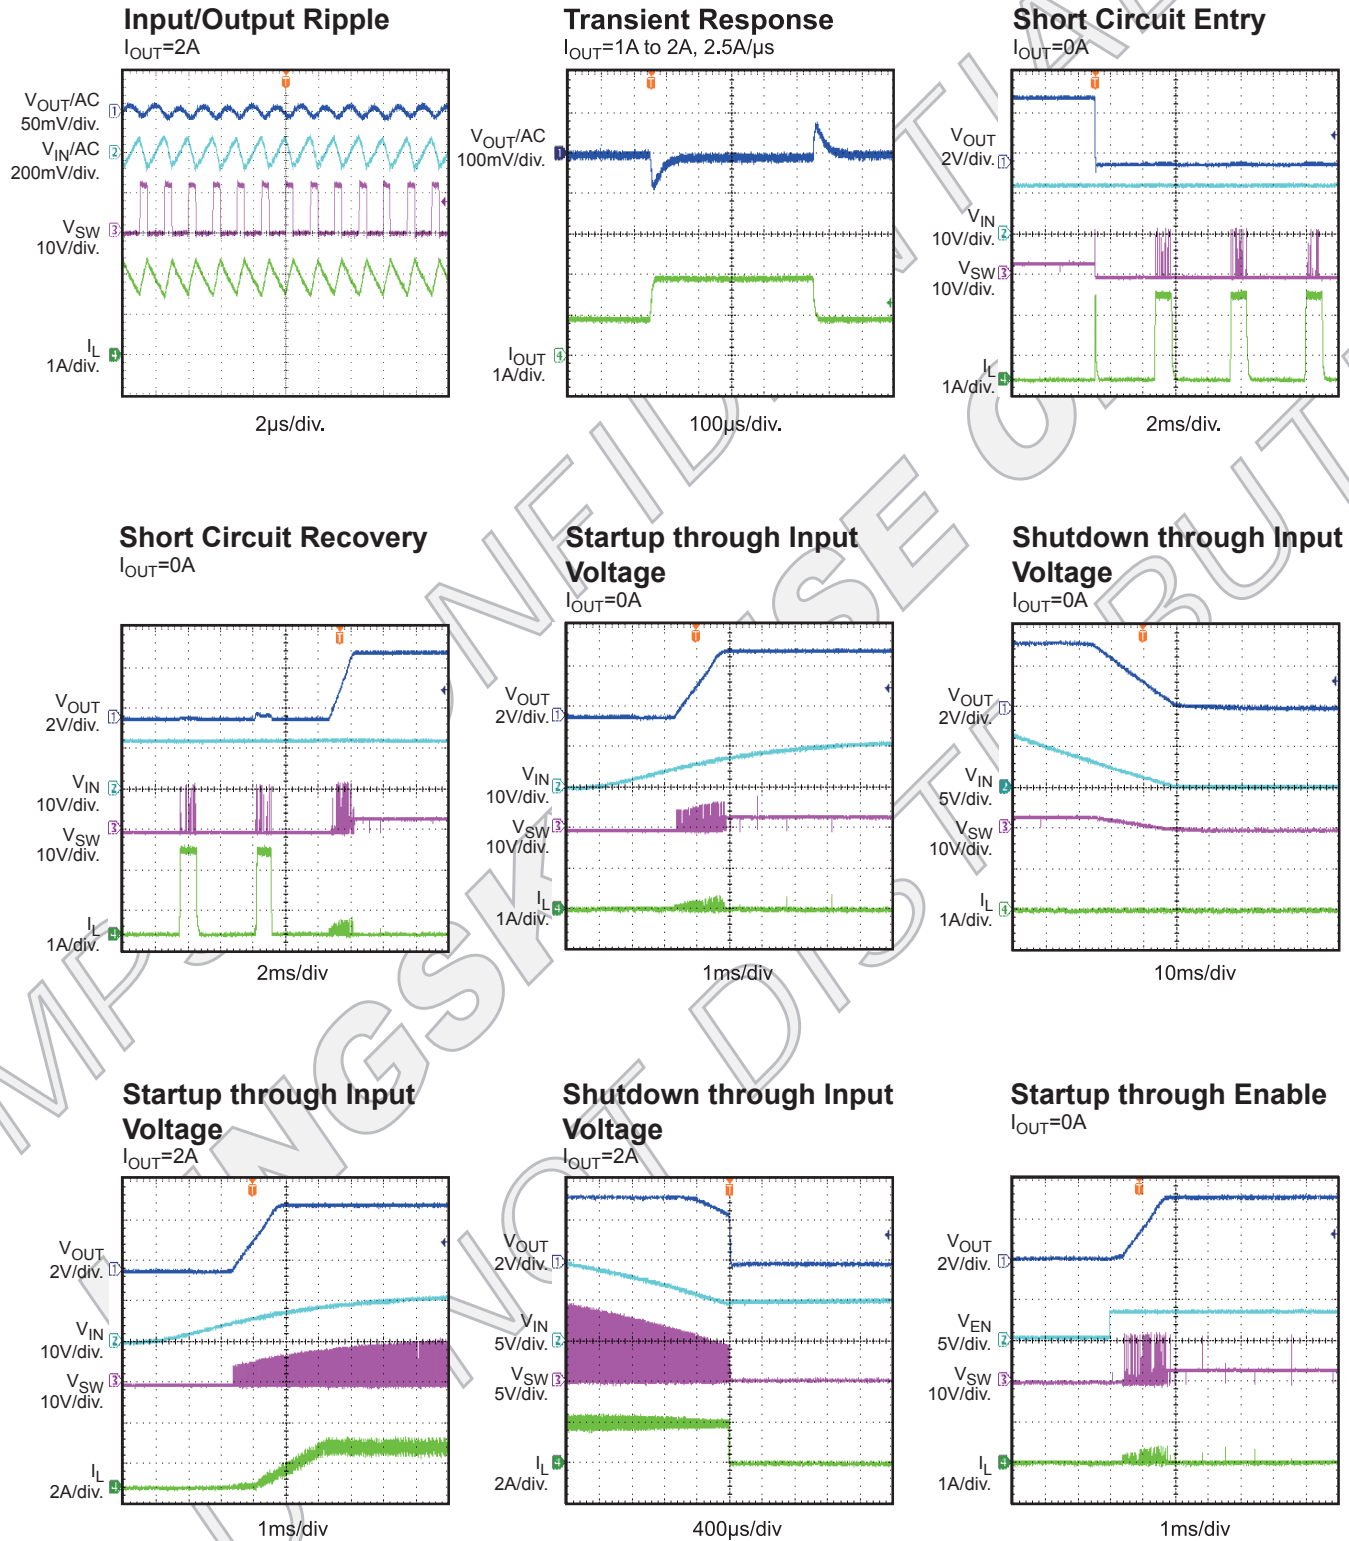 Input/Output Ripple
IOUT=2A
VOUT/AC
50mV/div.
VIN/AC
200mV/div.
VSW
10V/div.
IL
1A/div.
2µs/div.
Transient Response
IOUT=1A to 2A, 2.5A/µs
VOUT/AC
100mV/div.
IOUT
1A/div.
100µs/div.
Short Circuit Entry
IOUT=0A
VOUT
2V/div.
VIN
10V/div.
VSW
10V/div.
IL
1A/div.
2ms/div.
Short Circuit Recovery
IOUT=0A
VOUT
2V/div.
VIN
10V/div.
VSW
10V/div.
IL
1A/div.
2ms/div
Startup through Input
Voltage
IOUT=0A
VOUT
2V/div.
VIN
10V/div.
VSW
10V/div.
IL
1A/div.
1ms/div
Shutdown through Input
Voltage
IOUT=0A
VOUT
2V/div.
VIN
5V/div.
VSW
10V/div.
IL
1A/div.
10ms/div
Startup through Input
Voltage
IOUT=2A
VOUT
2V/div.
VIN
10V/div.
VSW
10V/div.
IL
2A/div.
1ms/div
Shutdown through Input
Voltage
IOUT=2A
VOUT
2V/div.
VIN
5V/div.
VSW
5V/div.
IL
2A/div.
400µs/div
Startup through Enable
IOUT=0A
VOUT
2V/div.
VEN
5V/div.
VSW
10V/div.
IL
1A/div.
1ms/div